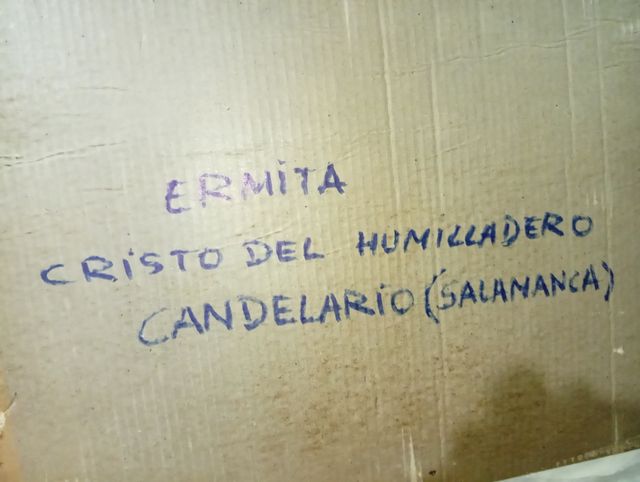 ERMiTA
CRiSTO DEL HUMILLADERO
CANDELARiO (SALAMANCA)